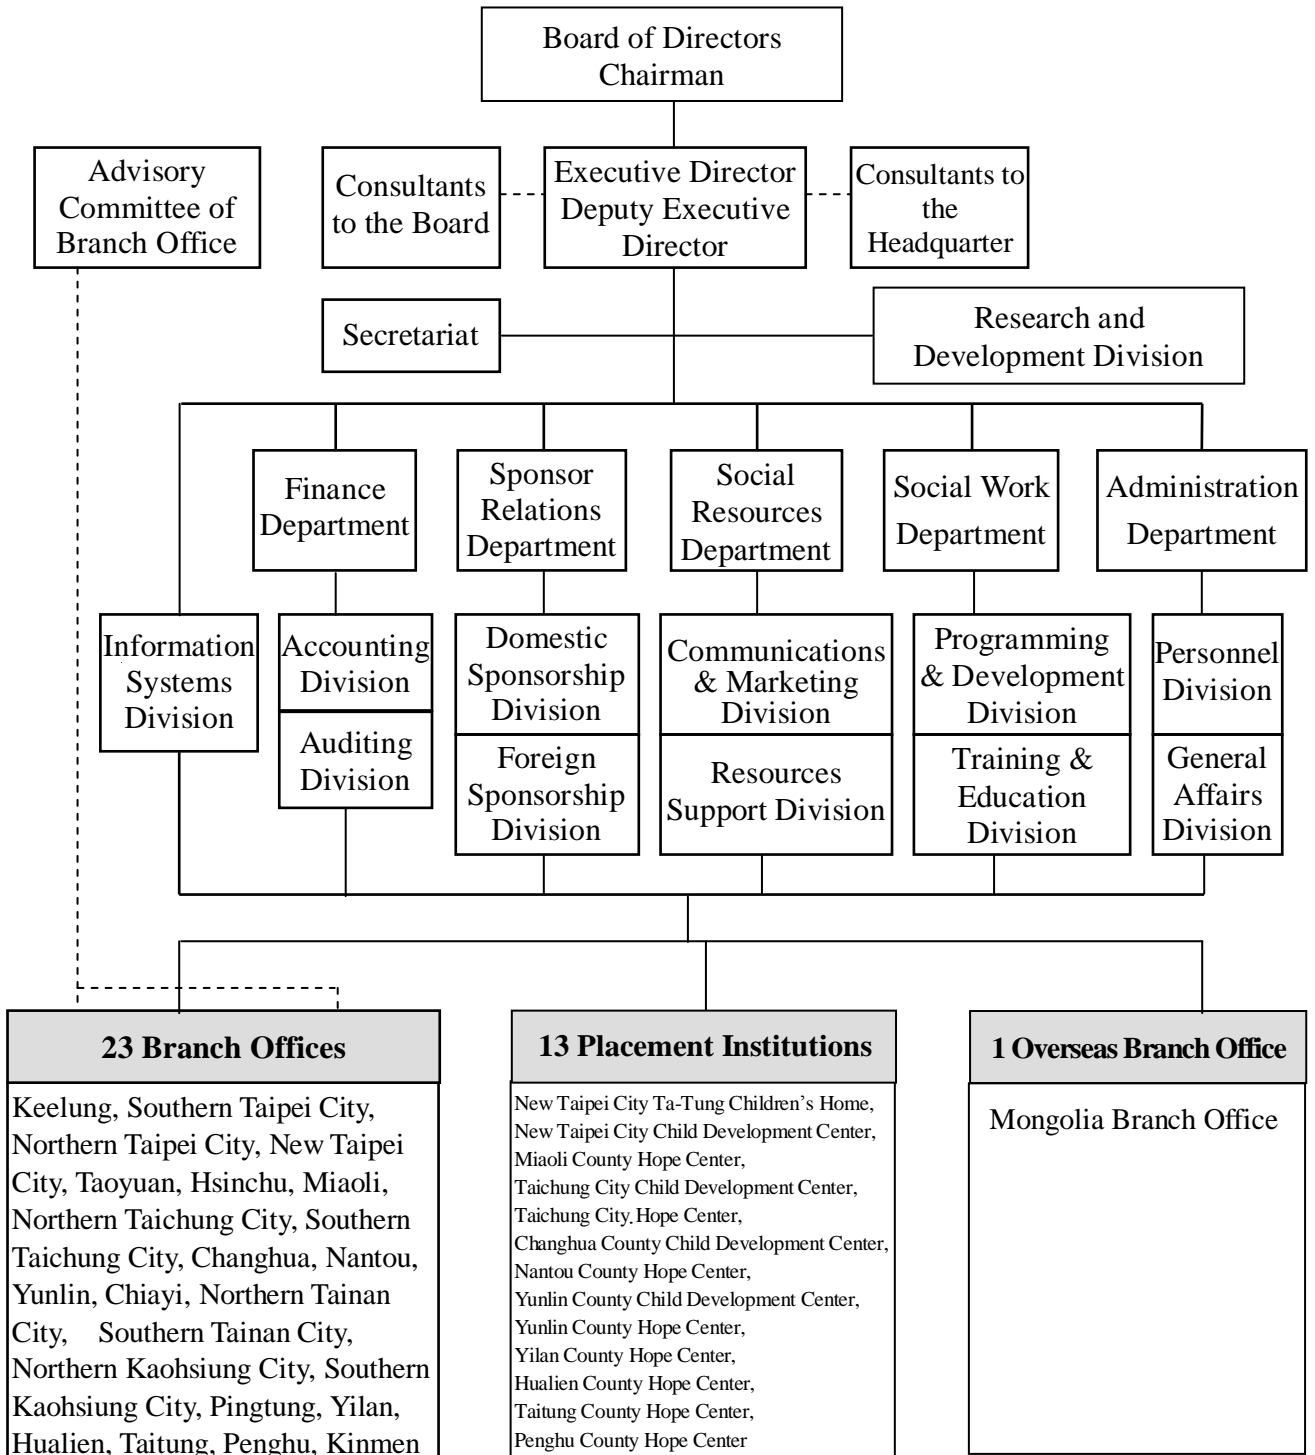 Board of Directors
Chairman
Advisory
Committee of
Branch Office
Consultants
to the Board
Executive Director
Deputy Executive
Director
Consultants to
the
Headquarter
Secretariat
Research and
Development Division
Finance
Department
Sponsor
Relations
Department
Social
Resources
Department
Social Work
Department
Administration
Department
Information
Systems
Division
Accounting
Division
Auditing
Division
Domestic
Sponsorship
Division
Foreign
Sponsorship
Division
Communications
& Marketing
Division
Resources
Support Division
Programming
& Development
Division
Training &
Education
Division
Personnel
Division
General
Affairs
Division
23 Branch Offices
Keelung, Southern Taipei City,
Northern Taipei City, New Taipei
City, Taoyuan, Hsinchu, Miaoli,
Northern Taichung City, Southern
Taichung City, Changhua, Nantou,
Yunlin, Chiayi, Northern Tainan
City, Southern Tainan City,
Northern Kaohsiung City, Southern
Kaohsiung City, Pingtung, Yilan,
Hualien, Taitung, Penghu, Kinmen
13 Placement Institutions
New Taipei City Ta-Tung Children's Home,
New Taipei City Child Development Center,
Miaoli County Hope Center,
Taichung City Child Development Center,
Taichung City Hope Center,
Changhua County Child Development Center,
Nantou County Hope Center,
Yunlin County Child Development Center,
Yunlin County Hope Center,
Yilan County Hope Center,
Hualien County Hope Center,
Taitung County Hope Center,
Penghu County Hope Center
1 Overseas Branch Office
Mongolia Branch Office